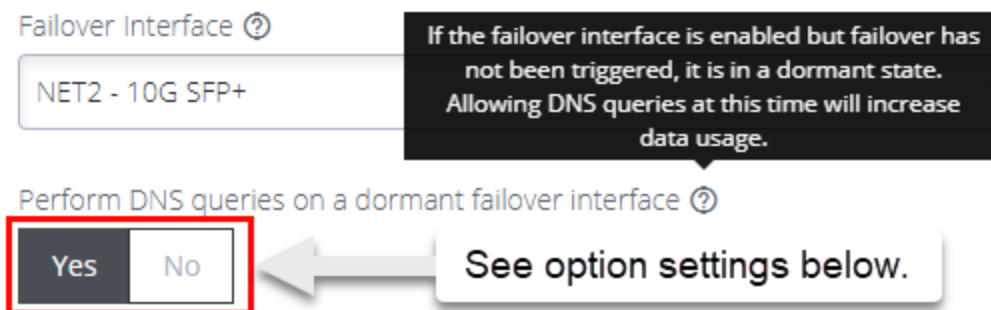 Failover Interface
If the failover interface is enabled but failover has
not been triggered, it is in a dormant state.
Allowing DNS queries at this time will increase
data usage.
NET2 - 10G SFP+
Perform DNS queries on a dormant failover interface
Yes No
See option settings below.